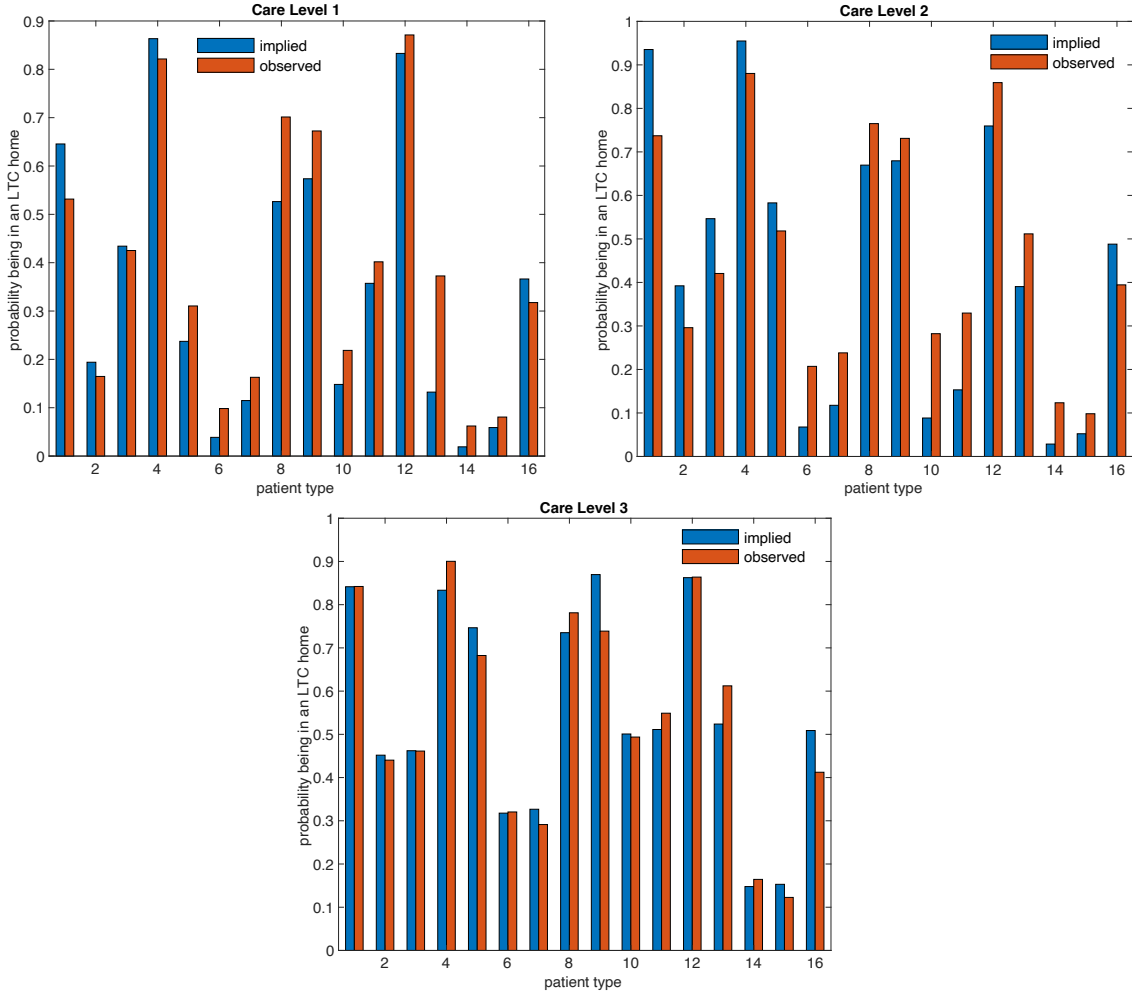 Care Level 1
implied
observed
probability being in an LTC home
0.9
0.8
0.7
0.6
0.5
0.4
0.3
0.2
0.1
0
2 4 6 8 10 12 14 16
patient type
Care Level 2
implied
observed
probability being in an LTC home
1
0.9
0.8
0.7
0.6
0.5
0.4
0.3
0.2
0.1
0
2 4 6 8 10 12 14 16
patient type
Care Level 3
implied
observed
probability being in an LTC home
1
0.9
0.8
0.7
0.6
0.5
0.4
0.3
0.2
0.1
0
2 4 6 8 10 12 14 16
patient type